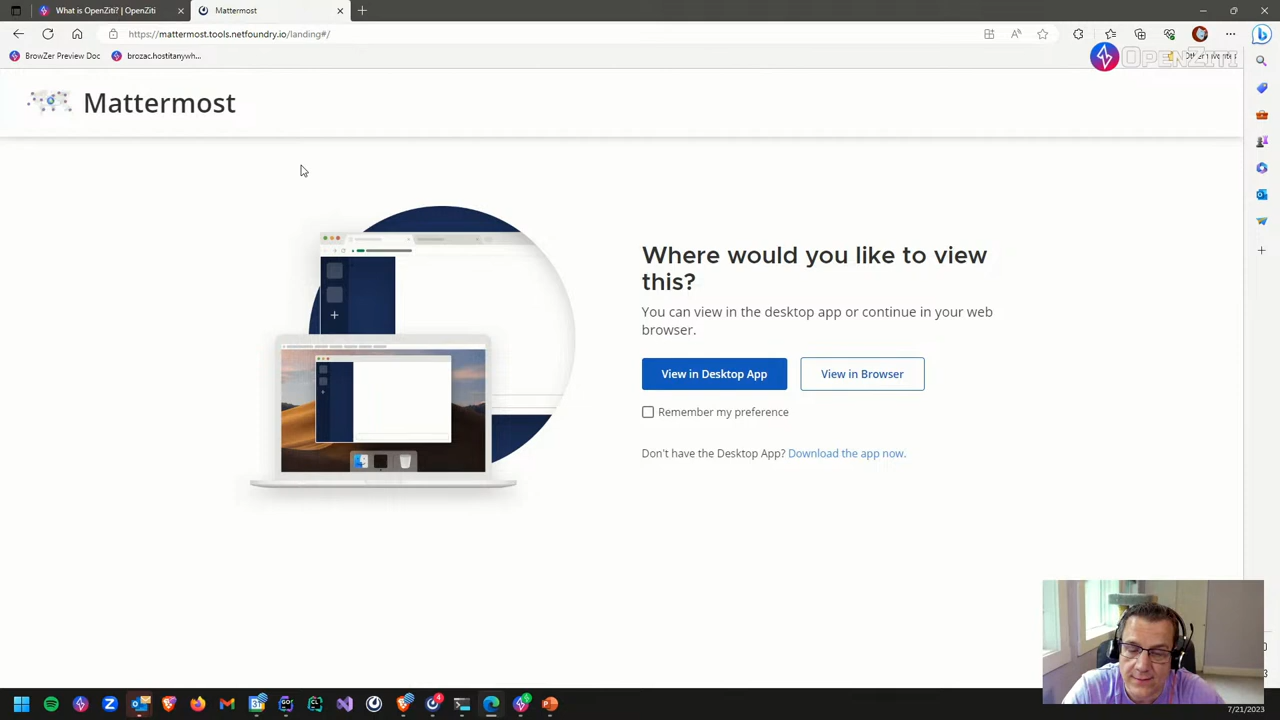 What is OpenZiti? | OpenZiti
Mattermost
https://mattermost.tools.netfoundry.io/landing#/
BrowZer Preview Doc
brozac.hostitanywh...
OPENZITI
Mattermost
Where would you like to view
this?
You can view in the desktop app or continue in your web
browser.
View in Desktop App
View in Browser
Remember my preference
Don't have the Desktop App? Download the app now.
4
7/21/2023